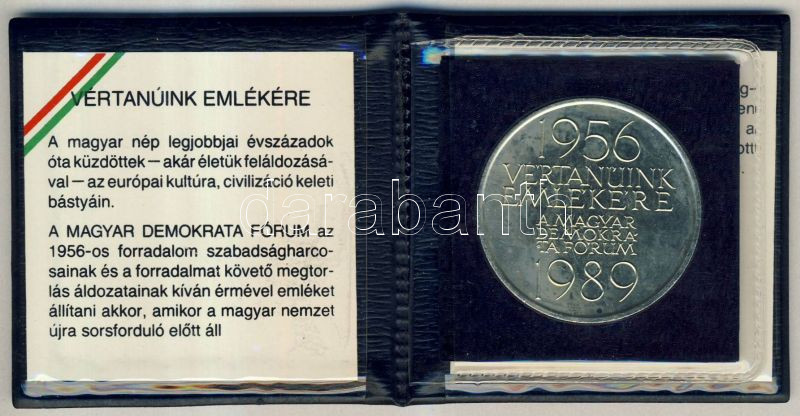 VÉRTANÚINK EMLÉKÉRE
A magyar nép legjobbjai évszázadok
óta küzdöttek — akár életük feláldozásá-
val — az európai kultúra, civilizáció keleti
bástyáin.
A MAGYAR DEMOKRATA FÓRUM az
1956-os forradalom szabadságharco-
sainak és a forradalmat követő megtor-
lás áldozatainak kíván érmével emléket
állítani akkor, amikor a magyar nemzet
újra sorsforduló előtt áll
1956
VÉRTANÚINK
EMLÉKÉRE
A MAGYAR
DEMOKRA-
TA FÓRUM
1989
darabanth